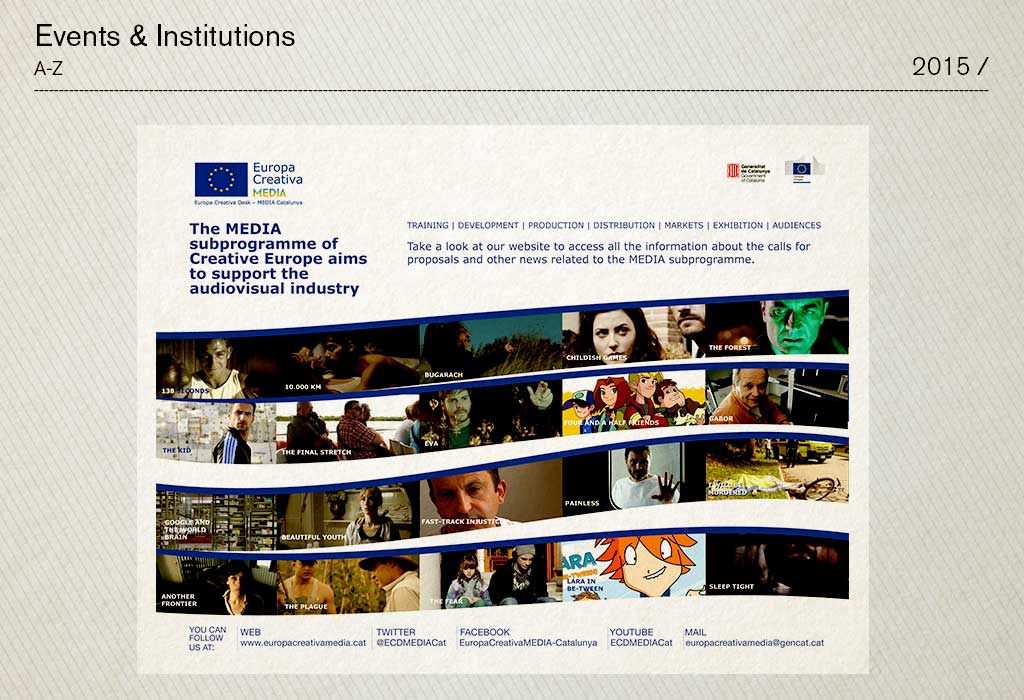 Events & Institutions
A-Z
2015 /
Europa
Creativa
MEDIA
Europa Creativa Desk – MEDIA Catalunya
Generalitat
de Catalunya
Government
of Catalonia
The MEDIA
subprogramme of
Creative Europe aims
to support the
audiovisual industry
TRAINING | DEVELOPMENT | PRODUCTION | DISTRIBUTION | MARKETS | EXHIBITION | AUDIENCES
Take a look at our website to access all the information about the calls for
proposals and other news related to the MEDIA subprogramme.
138 SECONDS
10.000 KM
BUGARACH
CHILDISH GAMES
THE FOREST
THE KID
THE FINAL STRETCH
EVA
FOUR AND A HALF FRIENDS
GABOR
GOOGLE AND
THE WORLD
BRAIN
BEAUTIFUL YOUTH
FAST-TRACK INJUSTICE
PAINLESS
I WILL BE
MURDERED
ANOTHER
FRONTIER
THE PLAGUE
THE FEAR
LARA IN
BE-TWEEN
SLEEP TIGHT
YOU CAN
FOLLOW
US AT:
WEB
www.europacreativamedia.cat
TWITTER
@ECDMEDIACat
FACEBOOK
EuropaCreativaMEDIA-Catalunya
YOUTUBE
ECDMEDIACat
MAIL
europacreativamedia@gencat.cat